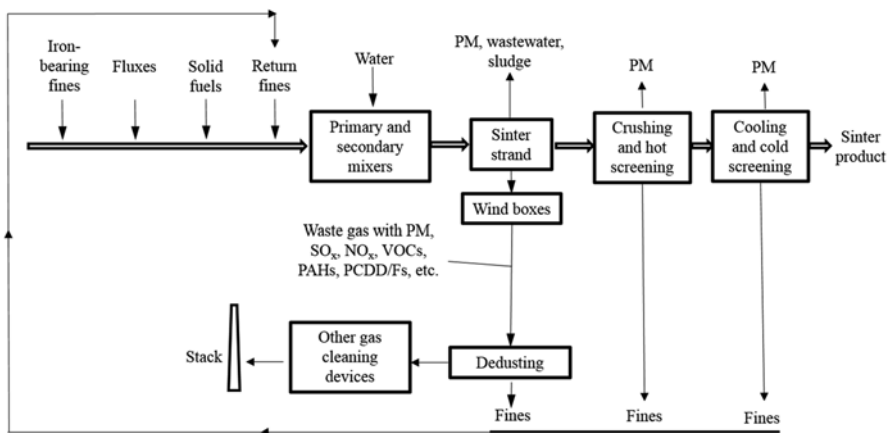 Iron-
bearing
fines
Fluxes
Solid
fuels
Return
fines
Water
PM, wastewater,
sludge
PM
PM
Primary and
secondary
mixers
Sinter
strand
Crushing
and hot
screening
Cooling
and cold
screening
Sinter
product
Wind boxes
Waste gas with PM,
SOₓ, NOₓ, VOCs,
PAHs, PCDD/Fs, etc.
Stack
Other gas
cleaning
devices
Dedusting
Fines
Fines
Fines